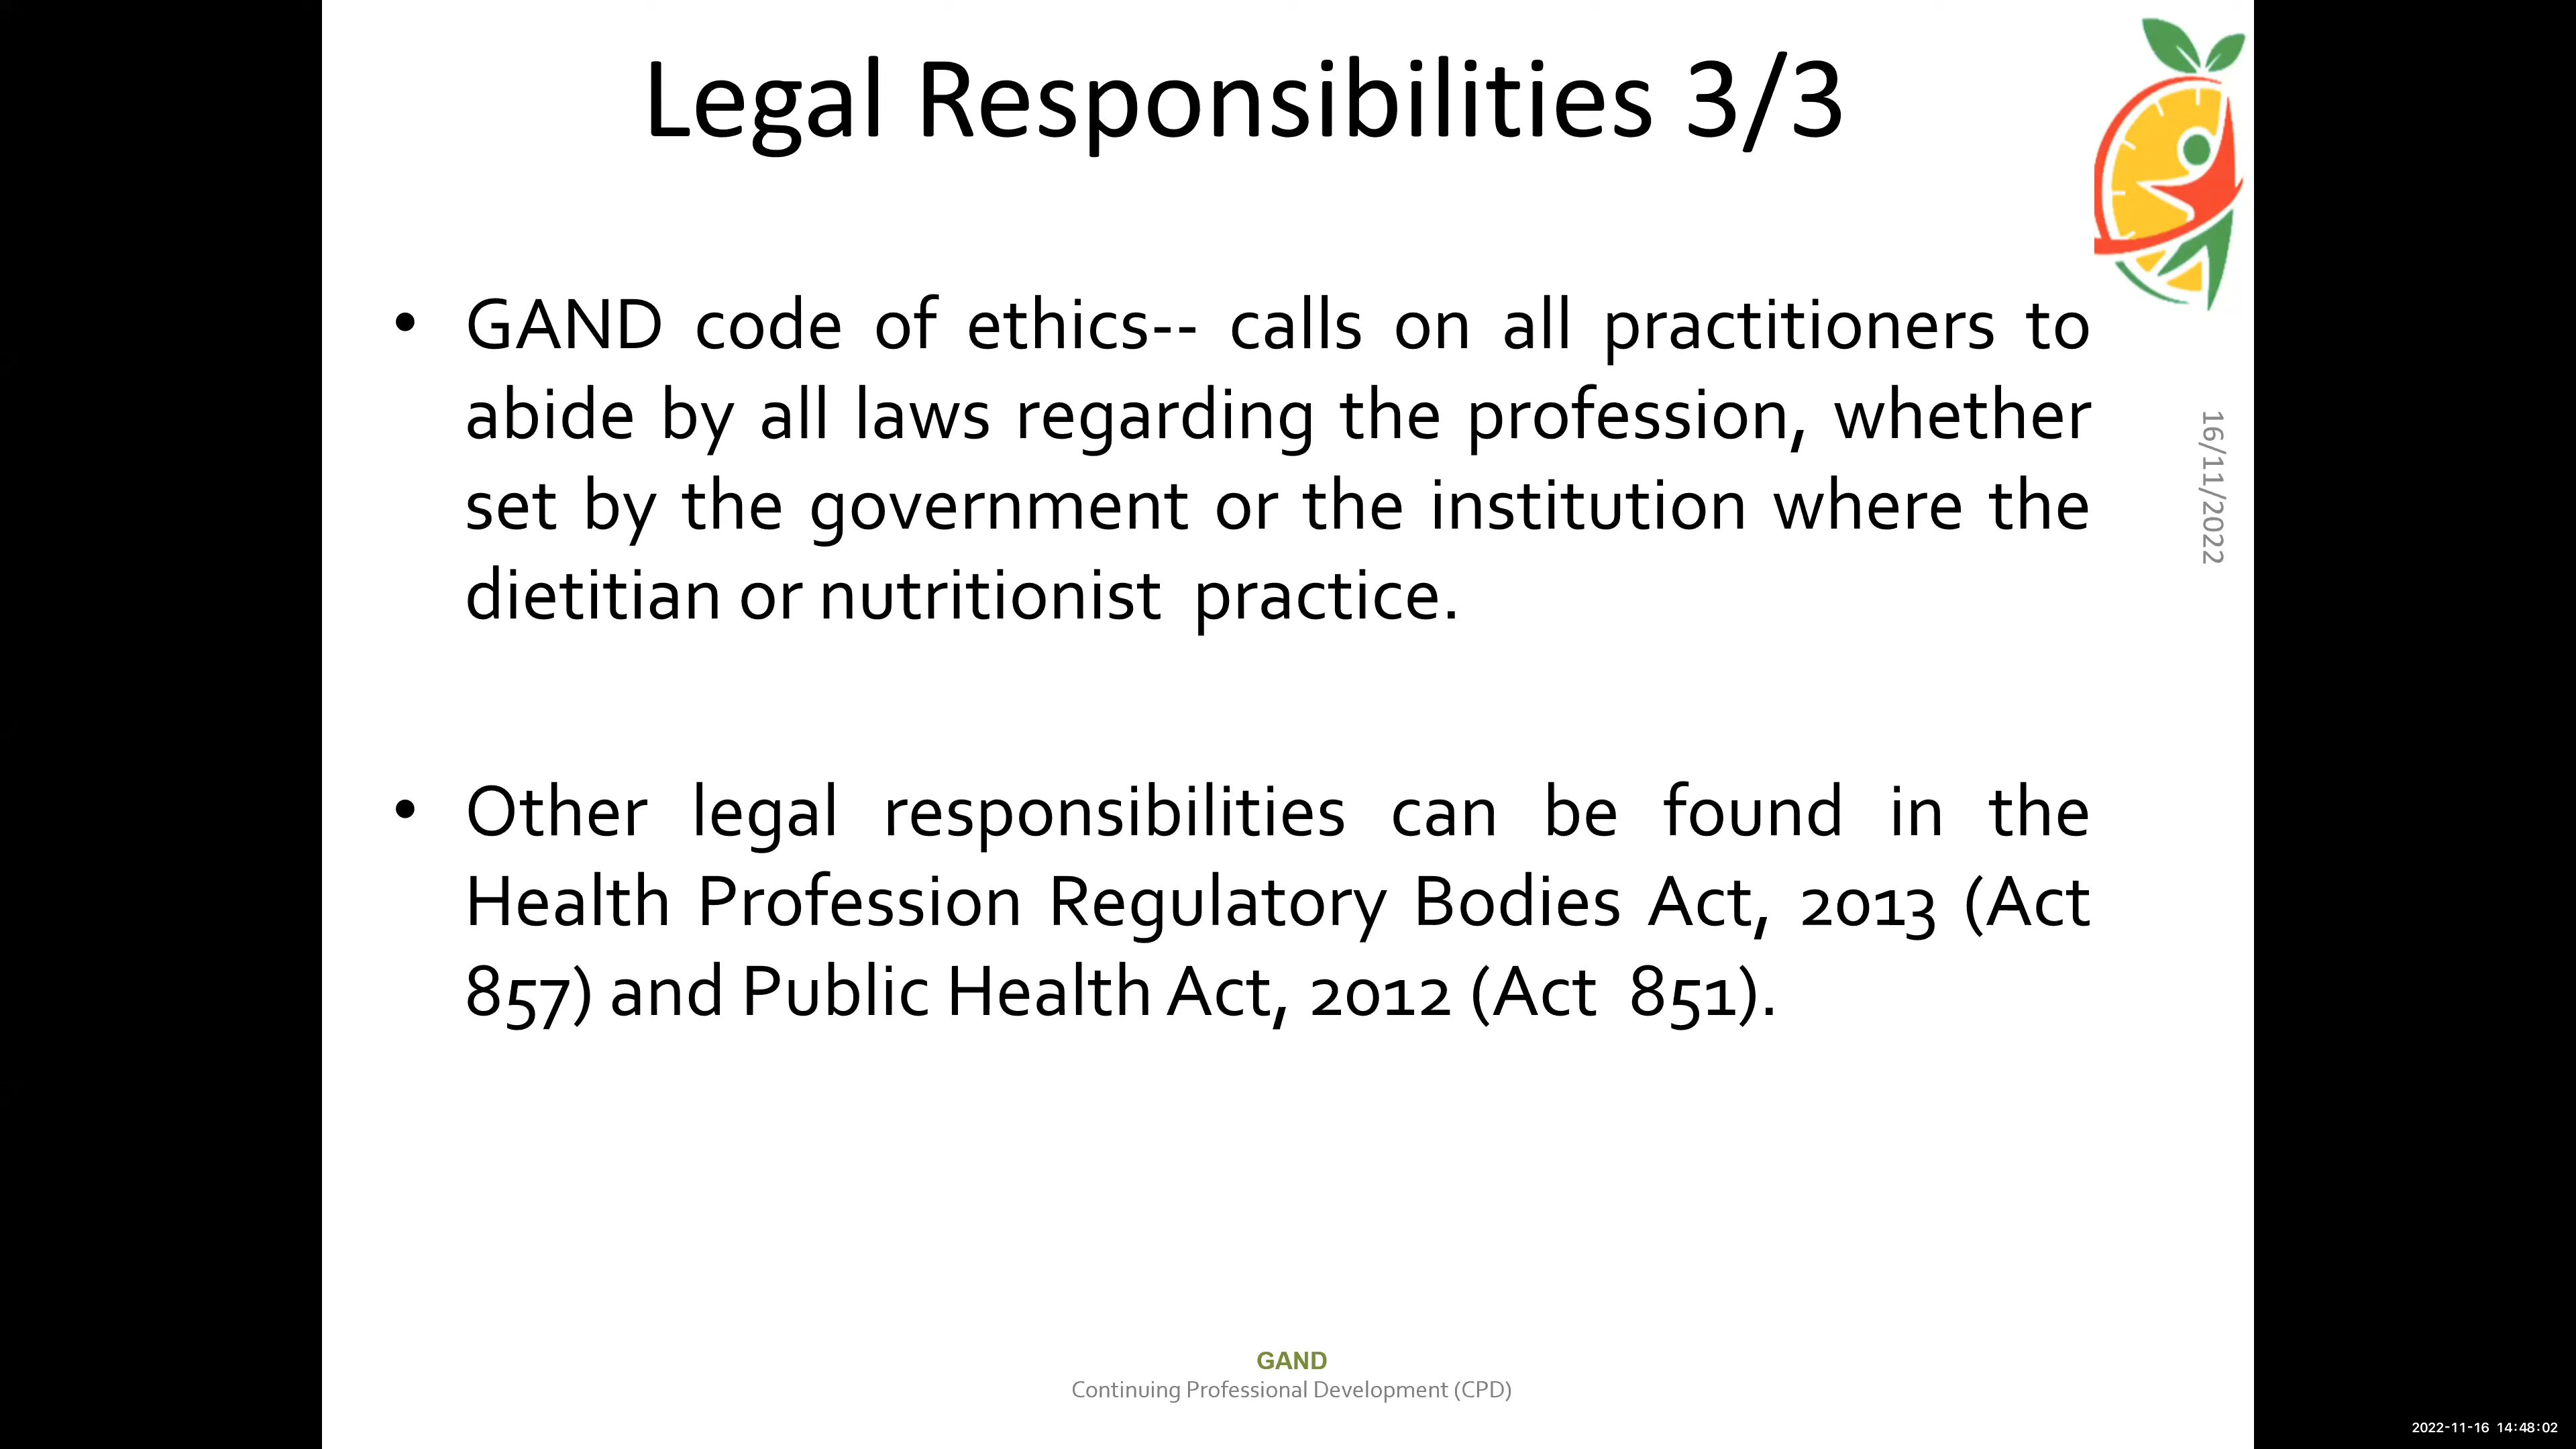 Legal Responsibilities 3/3
• GAND code of ethics-- calls on all practitioners to
abide by all laws regarding the profession, whether
set by the government or the institution where the
dietitian or nutritionist practice.
• Other legal responsibilities can be found in the
Health Profession Regulatory Bodies Act, 2013 (Act
857) and Public Health Act, 2012 (Act 851).
16/11/2022
GAND
Continuing Professional Development (CPD)
2022-11-16 14:48:02